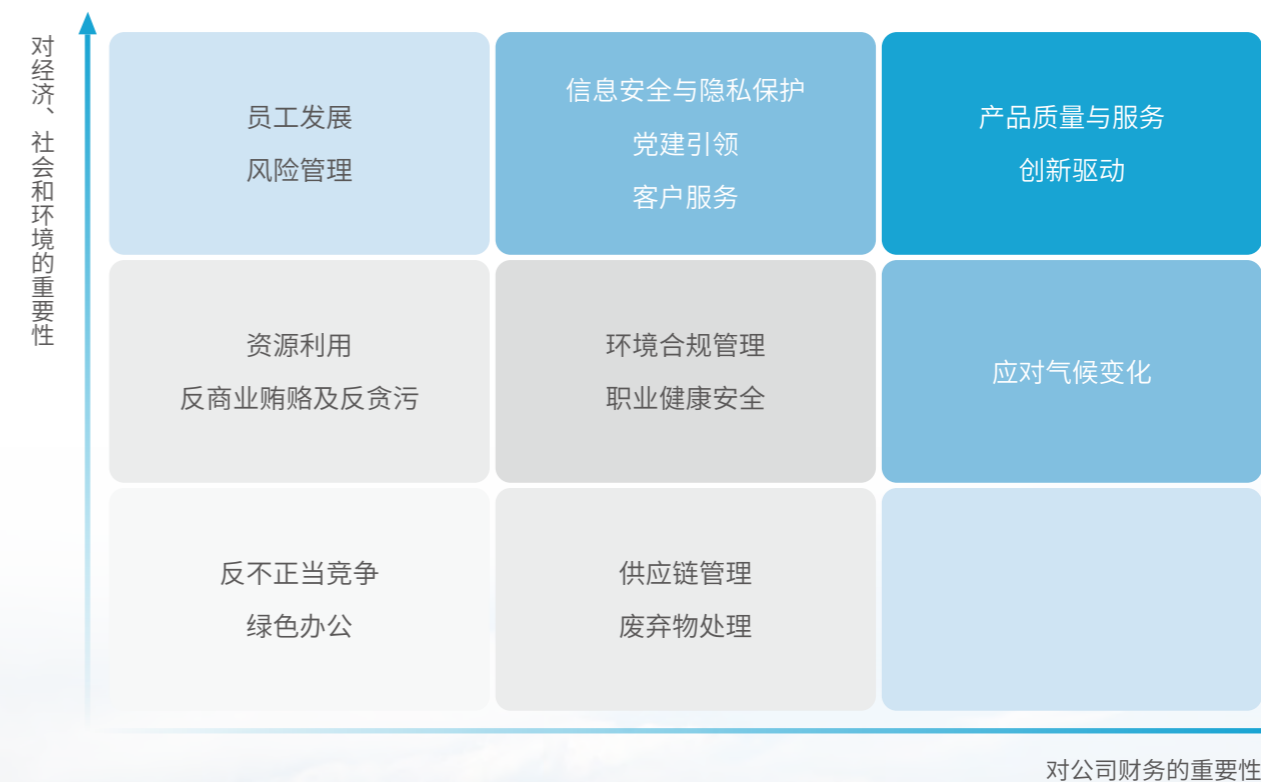 对经济、社会和环境的重要性
员工发展
风险管理
信息安全与隐私保护
党建引领
客户服务
产品质量与服务
创新驱动
资源利用
反商业贿赂及反贪污
环境合规管理
职业健康安全
应对气候变化
反不正当竞争
绿色办公
供应链管理
废弃物处理
对公司财务的重要性